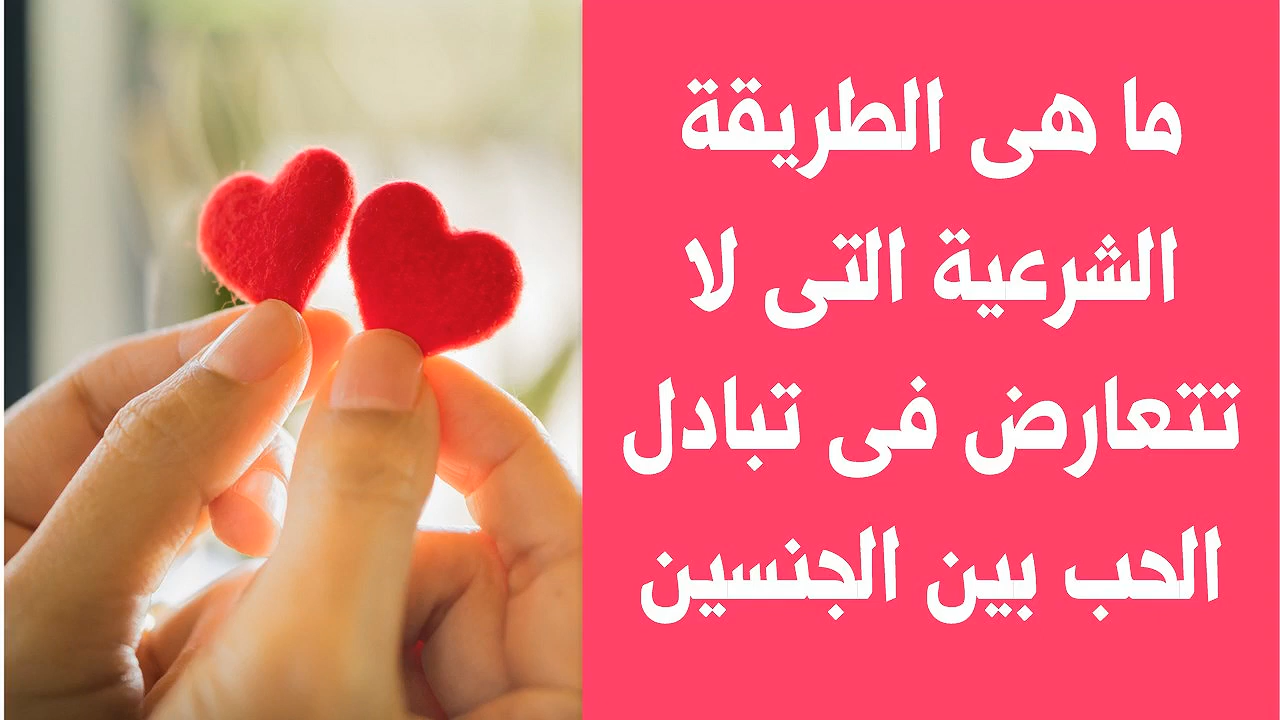 ما هى الطريقة
الشرعية التى لا
تتعارض فى تبادل
الحب بين الجنسين